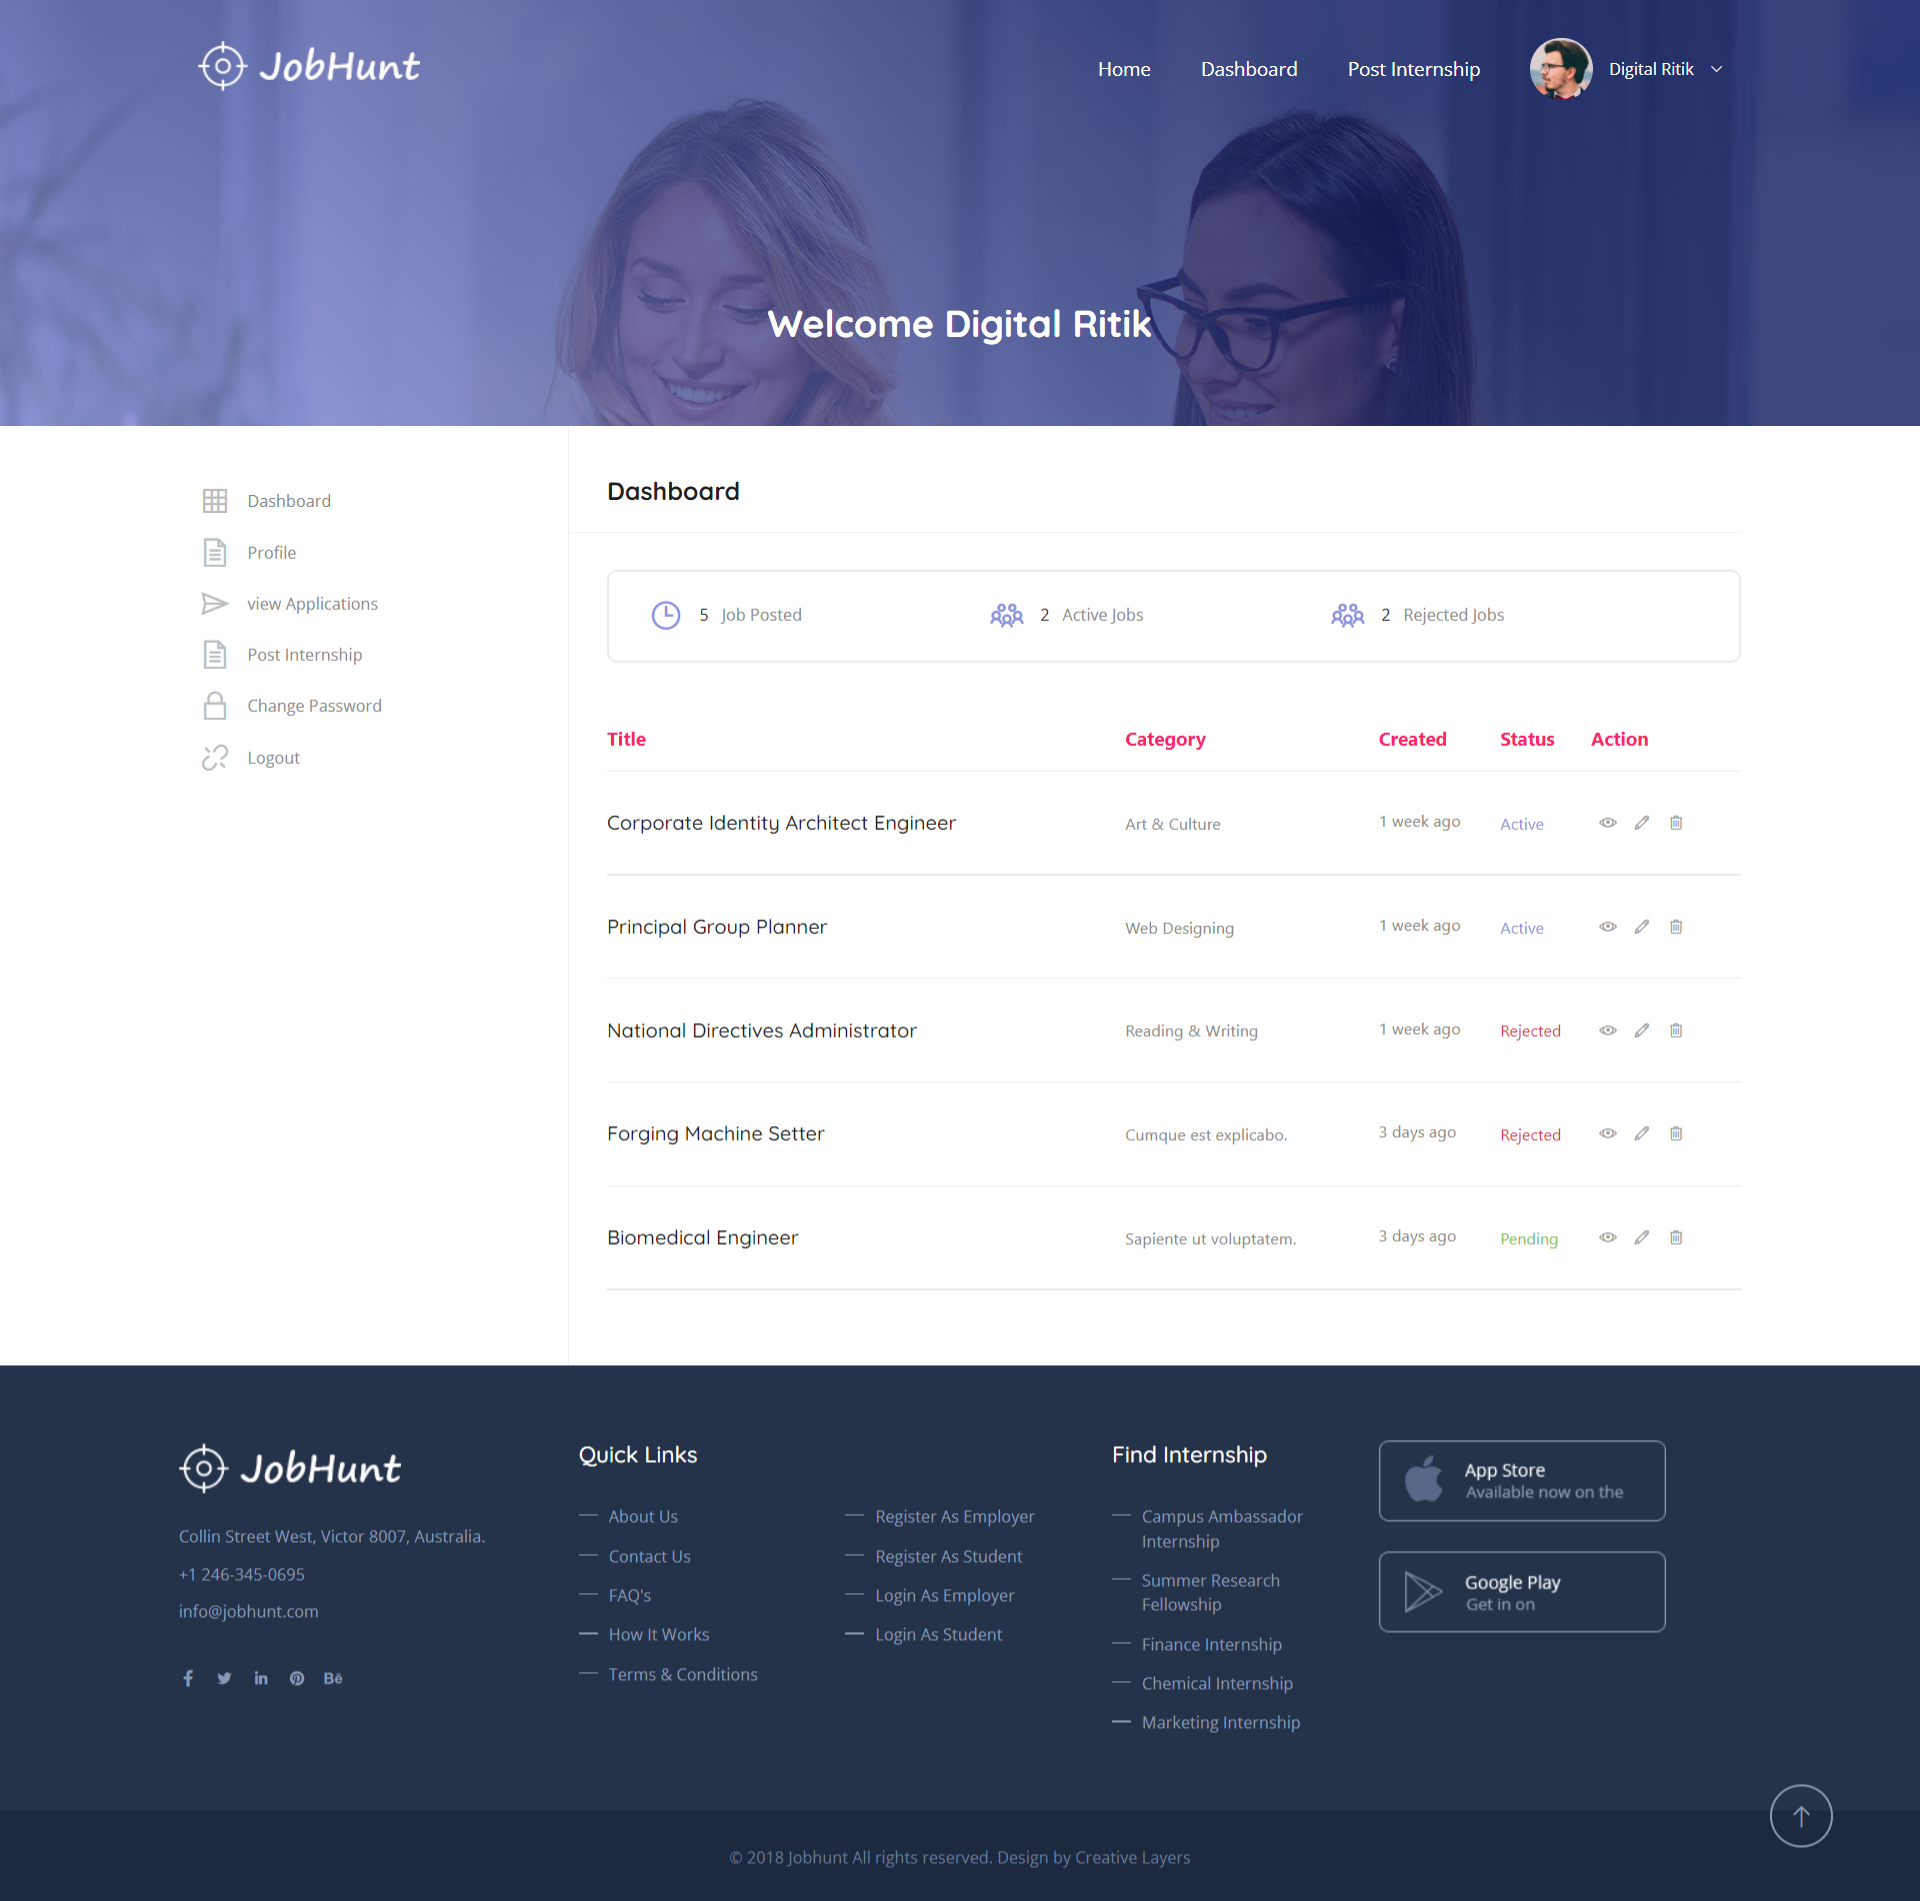 JobHunt
Home Dashboard Post Internship Digital Ritik
Welcome Digital Ritik
Dashboard
Profile
view Applications
Post Internship
Change Password
Logout
Dashboard
5 Job Posted 2 Active Jobs 2 Rejected Jobs
Title Category Created Status Action
Corporate Identity Architect Engineer Art & Culture 1 week ago Active
Principal Group Planner Web Designing 1 week ago Active
National Directives Administrator Reading & Writing 1 week ago Rejected
Forging Machine Setter Cumque est explicabo. 3 days ago Rejected
Biomedical Engineer Sapiente ut voluptatem. 3 days ago Pending
JobHunt
Collin Street West, Victor 8007, Australia.
+1 246-345-0695
info@jobhunt.com
Bē
Quick Links
About Us
Contact Us
FAQ's
How It Works
Terms & Conditions
Register As Employer
Register As Student
Login As Employer
Login As Student
Find Internship
Campus Ambassador
Internship
Summer Research
Fellowship
Finance Internship
Chemical Internship
Marketing Internship
App Store
Available now on the
Google Play
Get in on
© 2018 Jobhunt All rights reserved. Design by Creative Layers